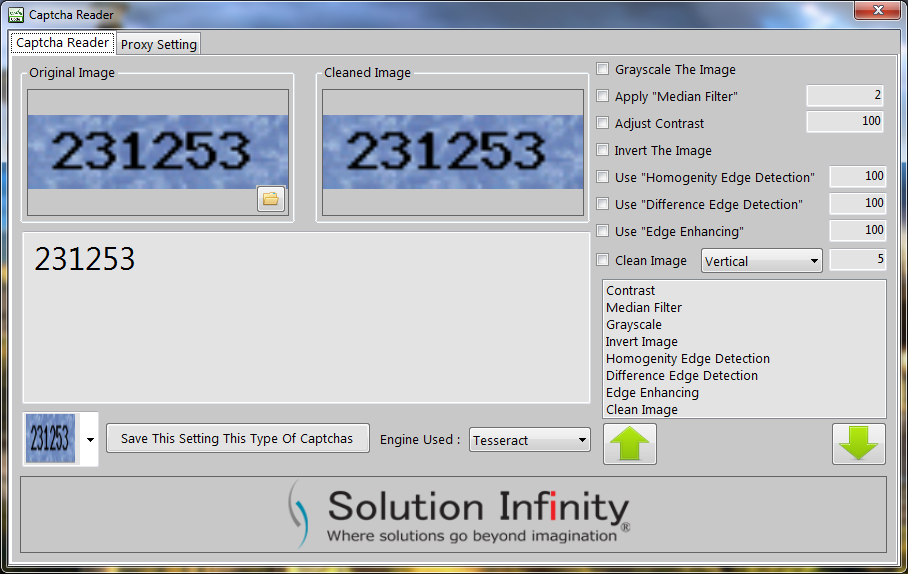 Captcha Reader
Captcha Reader Proxy Setting
Original Image
231253
Cleaned Image
231253
231253
Grayscale The Image
Apply "Median Filter" 2
Adjust Contrast 100
Invert The Image
Use "Homogenity Edge Detection" 100
Use "Difference Edge Detection" 100
Use "Edge Enhancing" 100
Clean Image Vertical 5
Contrast
Median Filter
Grayscale
Invert Image
Homogenity Edge Detection
Difference Edge Detection
Edge Enhancing
Clean Image
231253
Save This Setting This Type Of Captchas
Engine Used : Tesseract
Solution Infinity
Where solutions go beyond imagination®